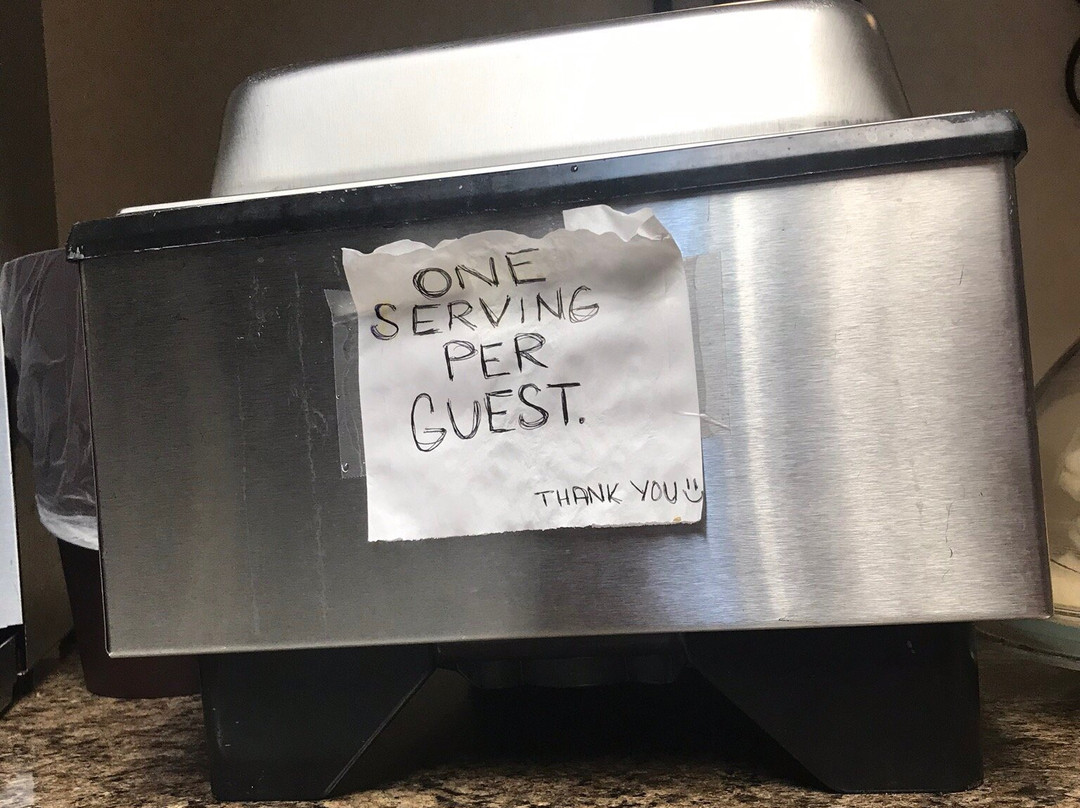 ONE
SERVING
PER
GUEST.
THANK YOU